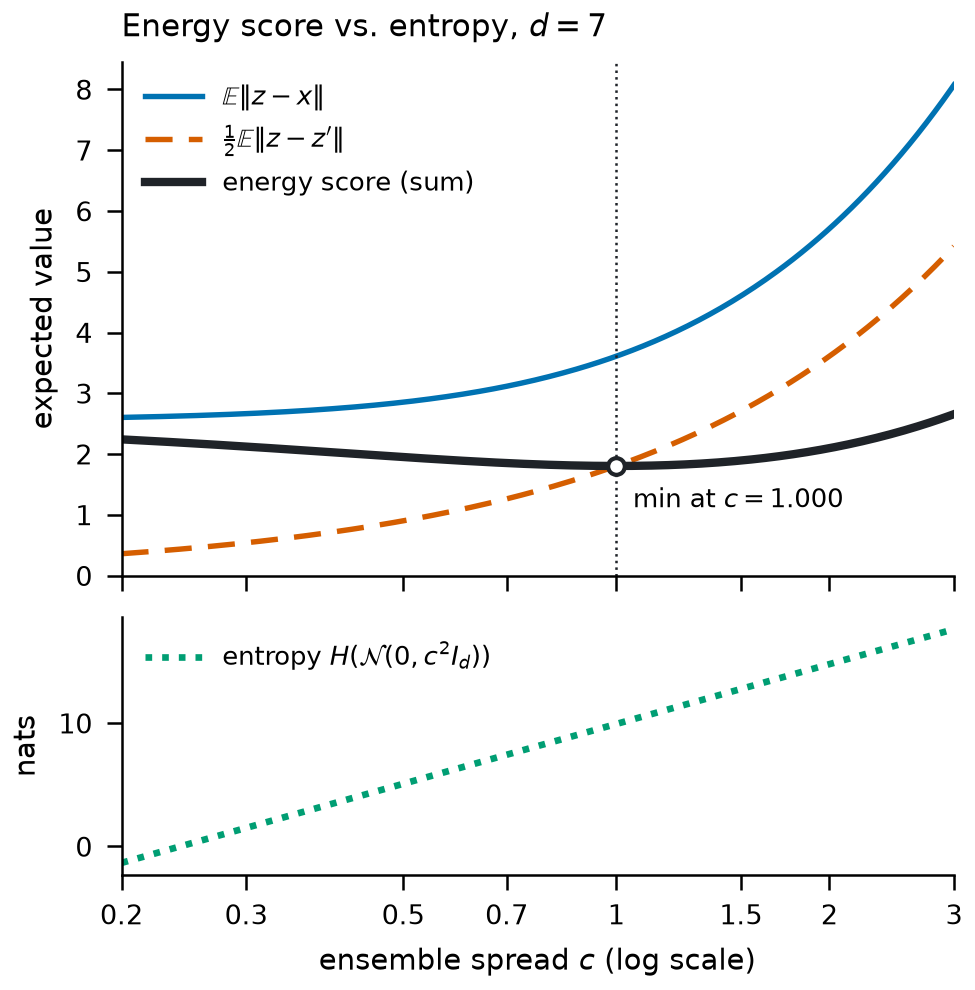 Energy score vs. entropy, d = 7
8
7
6
5
4
3
2
1
0
expected value
𝔼‖z − x‖
½𝔼‖z − z′‖
energy score (sum)
min at c = 1.000
entropy H(𝒩(0, c²I_d))
10
0
nats
0.2 0.3 0.5 0.7 1 1.5 2 3
ensemble spread c (log scale)